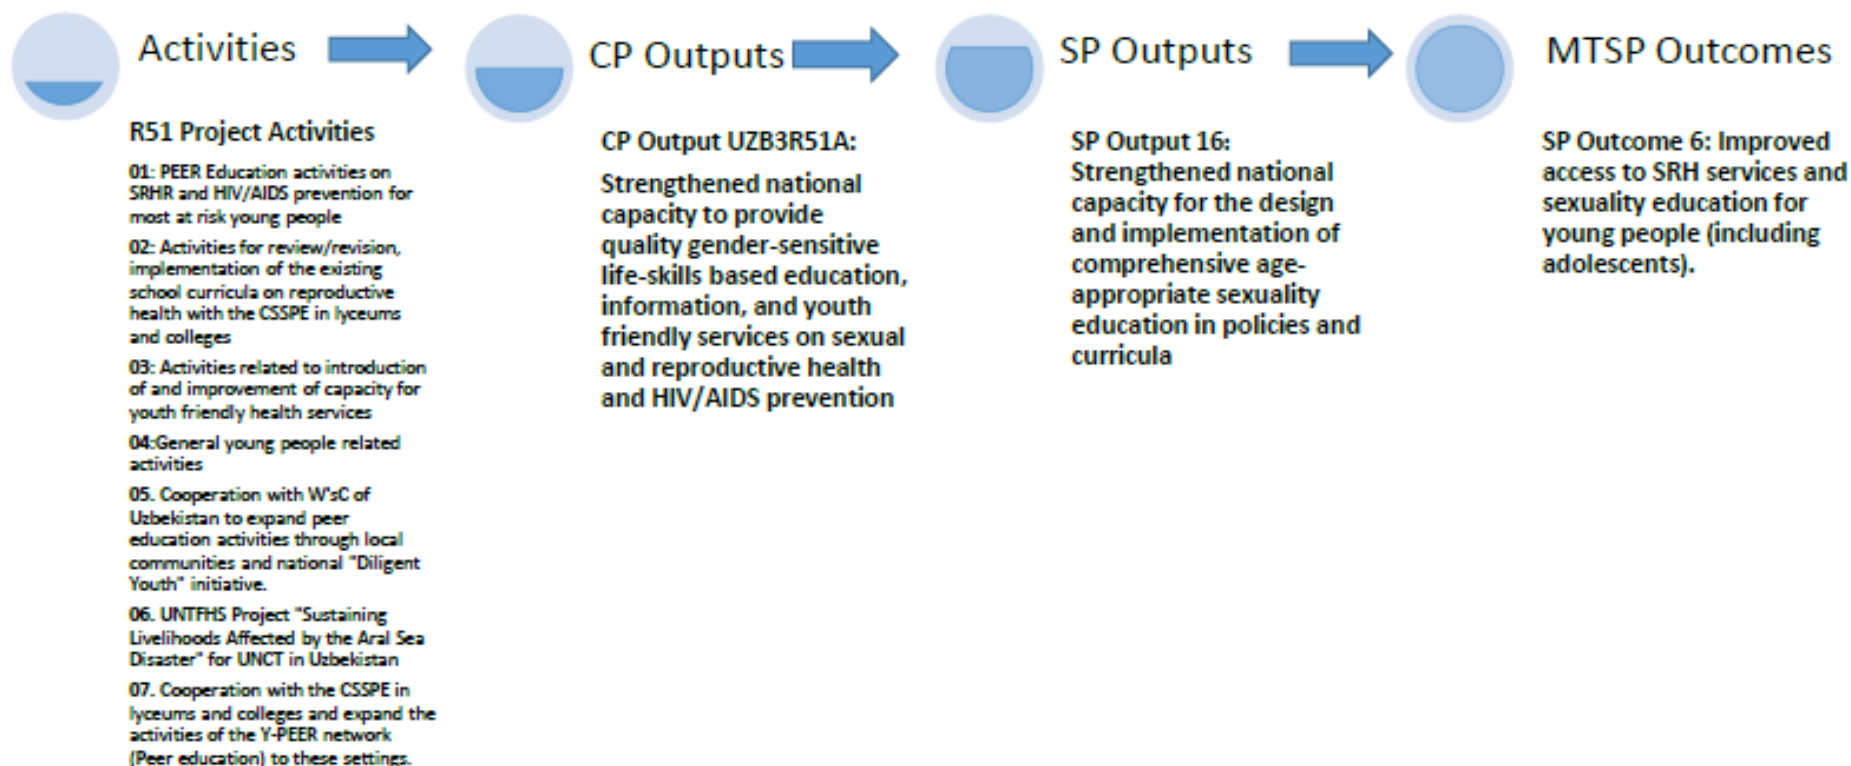 Activities
R51 Project Activities
01: PEER Education activities on
SRHR and HIV/AIDS prevention for
most at risk young people
02: Activities for review/revision,
implementation of the existing
school curricula on reproductive
health with the CSSPE in lyceums
and colleges
03: Activities related to introduction
of and improvement of capacity for
youth friendly health services
04:General young people related
activities
05. Cooperation with W'sC of
Uzbekistan to expand peer
education activities through local
communities and national "Diligent
Youth" initiative.
06. UNTFHS Project "Sustaining
Livelihoods Affected by the Aral Sea
Disaster" for UNCT in Uzbekistan
07. Cooperation with the CSSPE in
lyceums and colleges and expand the
activities of the Y-PEER network
(Peer education) to these settings.
CP Outputs
CP Output UZB3R51A:
Strengthened national
capacity to provide
quality gender-sensitive
life-skills based education,
information, and youth
friendly services on sexual
and reproductive health
and HIV/AIDS prevention
SP Outputs
SP Output 16:
Strengthened national
capacity for the design
and implementation of
comprehensive age-
appropriate sexuality
education in policies and
curricula
MTSP Outcomes
SP Outcome 6: Improved
access to SRH services and
sexuality education for
young people (including
adolescents).